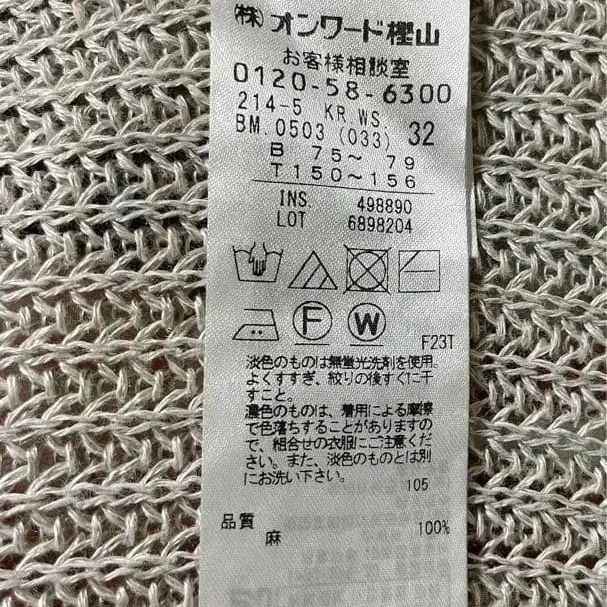 ㈱オンワード樫山
お客様相談室
0120-58-6300
214-5 KR.WS.
BM.0503 (033) 32
B 75～ 79
T 150～156
INS. 498890
LOT 6898204
F W
F23T
淡色のものは無蛍光洗剤を使用。
よくすすぎ、絞りの後すぐに干
すこと。
濃色のものは、着用による摩擦
で色落ちすることがありますの
で、組合せの衣服にご注意くだ
さい。また、淡色のものとは別
にお洗い下さい。
105
品質
麻 100%